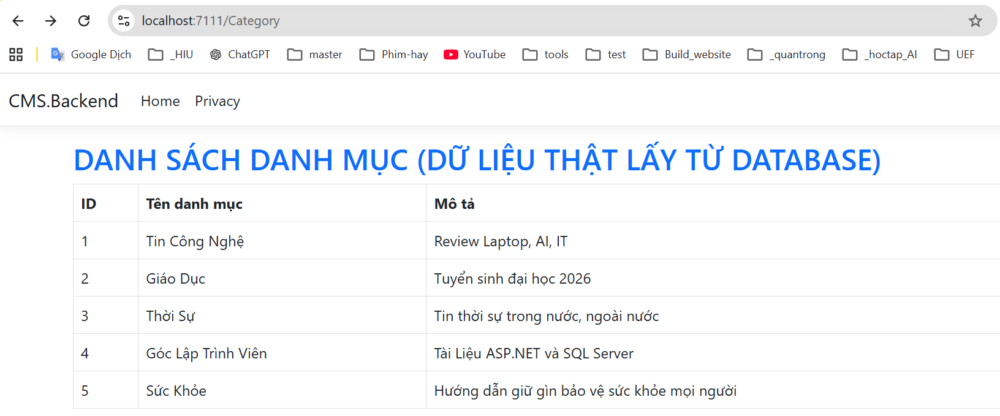 localhost:7111/Category
Google Dịch _HIU ChatGPT master Phim-hay YouTube tools test Build_website _quantrong _hoctap_AI UEF
CMS.Backend Home Privacy
DANH SÁCH DANH MỤC (DỮ LIỆU THẬT LẤY TỪ DATABASE)
ID Tên danh mục Mô tả
1 Tin Công Nghệ Review Laptop, AI, IT
2 Giáo Dục Tuyển sinh đại học 2026
3 Thời Sự Tin thời sự trong nước, ngoài nước
4 Góc Lập Trình Viên Tài Liệu ASP.NET và SQL Server
5 Sức Khỏe Hướng dẫn giữ gìn bảo vệ sức khỏe mọi người